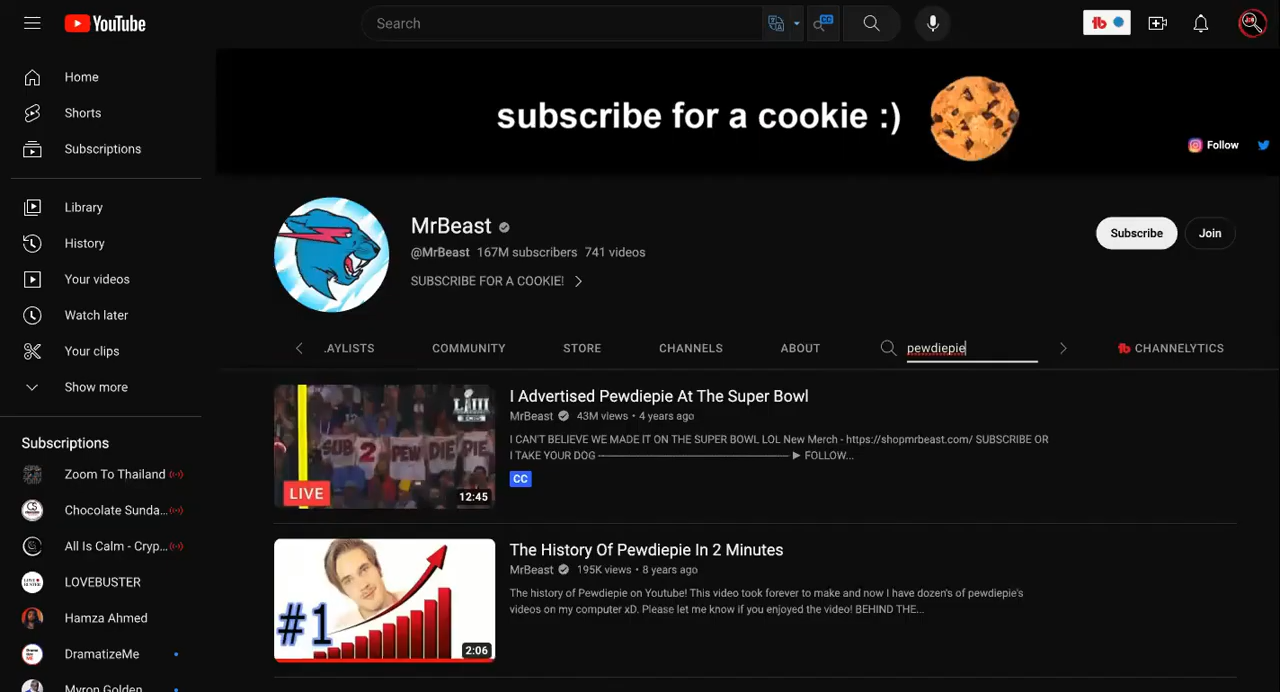 YouTube
Search
CC
tb
Home
Shorts
Subscriptions
Library
History
Your videos
Watch later
Your clips
Show more
Subscriptions
Zoom To Thailand
Chocolate Sunda...
All Is Calm - Cryp...
LOVEBUSTER
Hamza Ahmed
DramatizeMe
Myron Golden
subscribe for a cookie :)
Follow
MrBeast
@MrBeast 167M subscribers 741 videos
SUBSCRIBE FOR A COOKIE!
Subscribe
Join
AYLISTS COMMUNITY STORE CHANNELS ABOUT pewdiepie tb CHANNELYTICS
SUB 2 PEW DIE PIE
LIII
LIVE
12:45
I Advertised Pewdiepie At The Super Bowl
MrBeast 43M views • 4 years ago
I CAN'T BELIEVE WE MADE IT ON THE SUPER BOWL LOL New Merch - https://shopmrbeast.com/ SUBSCRIBE OR
I TAKE YOUR DOG ---------------------------------------------------------------- ► FOLLOW...
CC
#1
2:06
The History Of Pewdiepie In 2 Minutes
MrBeast 195K views • 8 years ago
The history of Pewdiepie on Youtube! This video took forever to make and now I have dozen's of pewdiepie's
videos on my computer xD. Please let me know if you enjoyed the video! BEHIND THE...